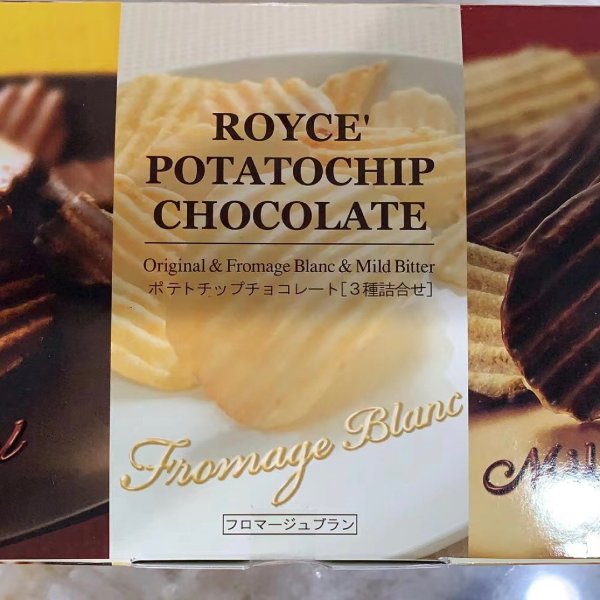 ROYCE'
POTATOCHIP
CHOCOLATE
Original & Fromage Blanc & Mild Bitter
ポテトチップチョコレート[3種詰合せ]
Fromage Blanc
フロマージュブラン